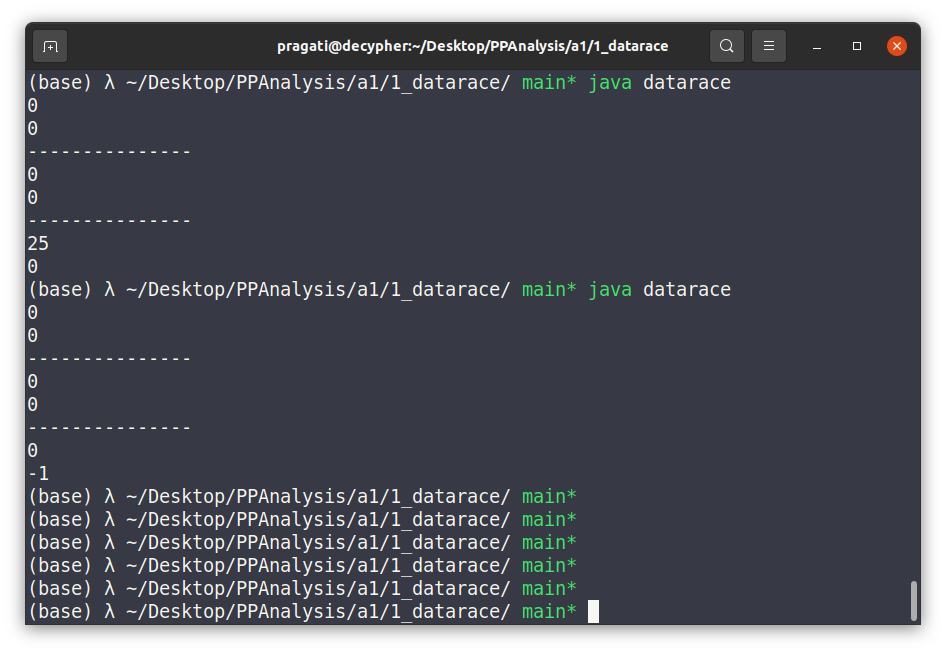 pragati@decypher:~/Desktop/PPAnalysis/a1/1_datarace
(base) λ ~/Desktop/PPAnalysis/a1/1_datarace/ main* java datarace
0
0
---------------
0
0
---------------
25
0
(base) λ ~/Desktop/PPAnalysis/a1/1_datarace/ main* java datarace
0
0
---------------
0
0
---------------
0
-1
(base) λ ~/Desktop/PPAnalysis/a1/1_datarace/ main*
(base) λ ~/Desktop/PPAnalysis/a1/1_datarace/ main*
(base) λ ~/Desktop/PPAnalysis/a1/1_datarace/ main*
(base) λ ~/Desktop/PPAnalysis/a1/1_datarace/ main*
(base) λ ~/Desktop/PPAnalysis/a1/1_datarace/ main*
(base) λ ~/Desktop/PPAnalysis/a1/1_datarace/ main*